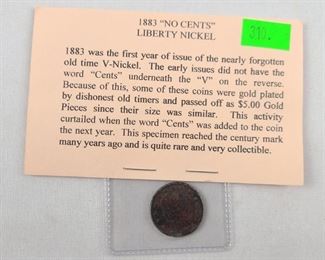 1883 "NO CENTS"
LIBERTY NICKEL
310.
1883 was the first year of issue of the nearly forgotten
old time V-Nickel. The early issues did not have the
word "Cents" underneath the "V" on the reverse.
Because of this, some of these coins were gold plated
by dishonest old timers and passed off as $5.00 Gold
Pieces since their size was similar. This activity
curtailed when the word "Cents" was added to the coin
the next year. This specimen reached the century mark
many years ago and is quite rare and very collectible.